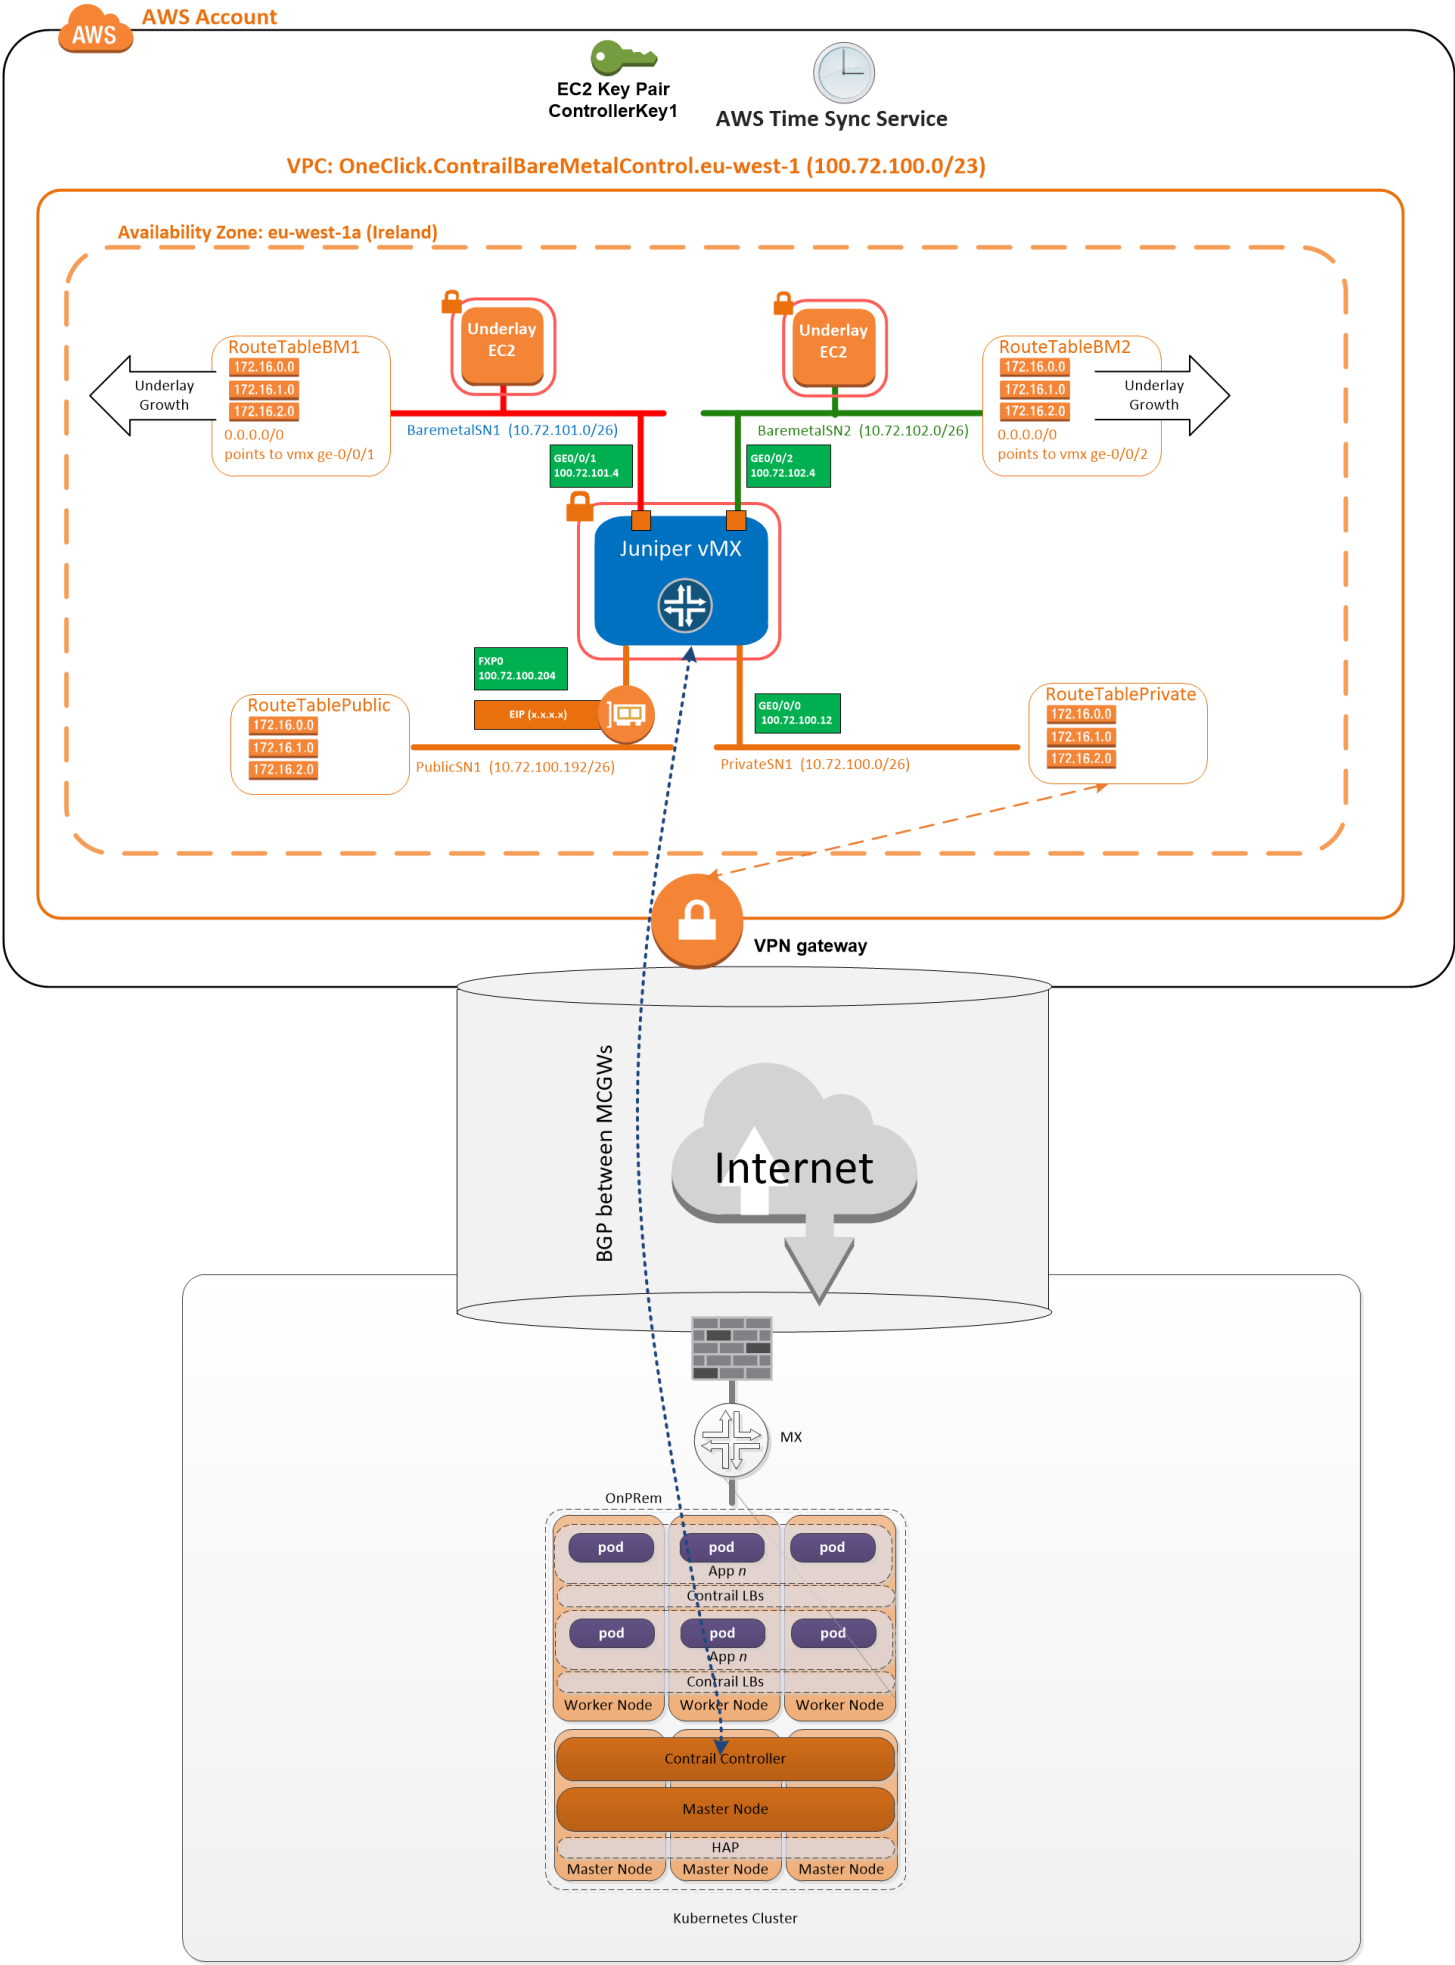 AWS
AWS Account
EC2 Key Pair
ControllerKey1
AWS Time Sync Service
VPC: OneClick.ContrailBareMetalControl.eu-west-1 (100.72.100.0/23)
Availability Zone: eu-west-1a (Ireland)
Underlay
EC2
Underlay
EC2
RouteTableBM1
172.16.0.0
172.16.1.0
172.16.2.0
0.0.0.0/0
points to vmx ge-0/0/1
Underlay
Growth
RouteTableBM2
172.16.0.0
172.16.1.0
172.16.2.0
0.0.0.0/0
points to vmx ge-0/0/2
Underlay
Growth
BaremetalSN1 (10.72.101.0/26)
BaremetalSN2 (10.72.102.0/26)
GE0/0/1
100.72.101.4
GE0/0/2
100.72.102.4
Juniper vMX
FXP0
100.72.100.204
EIP (x.x.x.x)
GE0/0/0
100.72.100.12
RouteTablePublic
172.16.0.0
172.16.1.0
172.16.2.0
RouteTablePrivate
172.16.0.0
172.16.1.0
172.16.2.0
PublicSN1 (10.72.100.192/26)
PrivateSN1 (10.72.100.0/26)
VPN gateway
BGP between MCGWs
Internet
MX
OnPRem
pod
pod
pod
App n
Contrail LBs
pod
pod
pod
App n
Contrail LBs
Worker Node
Worker Node
Worker Node
Contrail Controller
Master Node
HAP
Master Node
Master Node
Master Node
Kubernetes Cluster